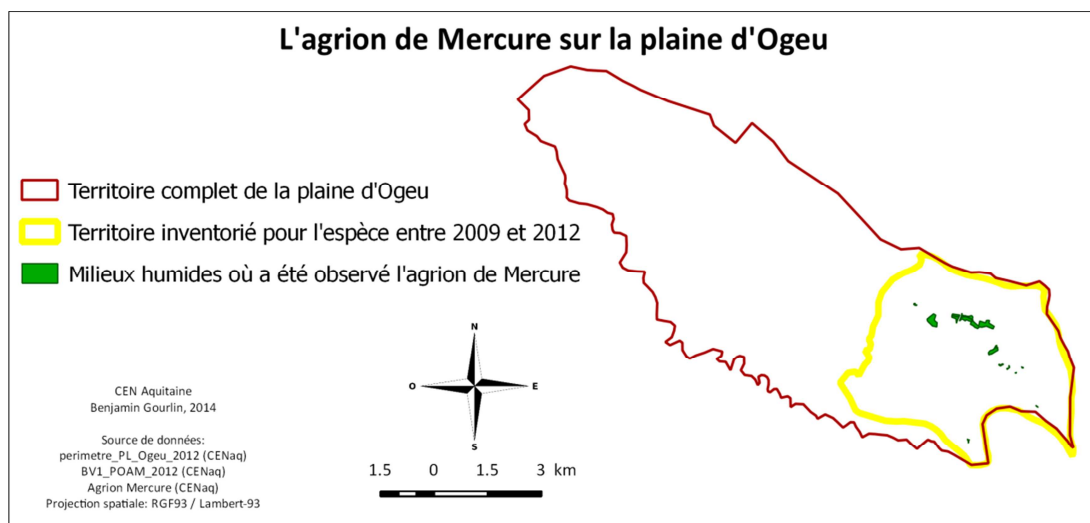 L'agrion de Mercure sur la plaine d'Ogeu
Territoire complet de la plaine d'Ogeu
Territoire inventorié pour l'espèce entre 2009 et 2012
Milieux humides où a été observé l'agrion de Mercure
N
O
E
S
CEN Aquitaine
Benjamin Gourlin, 2014
Source de données:
perimetre_PL_Ogeu_2012 (CENaq)
BV1_POAM_2012 (CENaq)
Agrion Mercure (CENaq)
Projection spatiale: RGF93 / Lambert-93
1.5 0 1.5 3 km